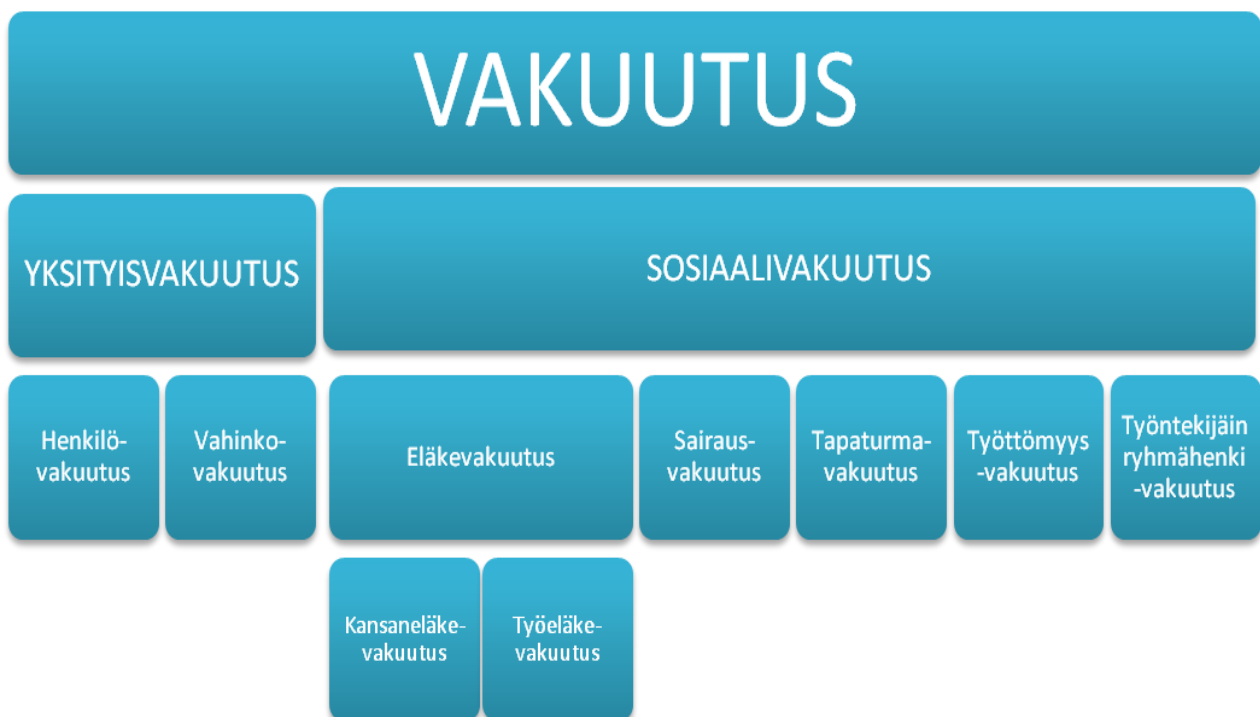 VAKUUTUS
YKSITYISVAKUUTUS
SOSIAALIVAKUUTUS
Henkilö-
vakuutus
Vahinko-
vakuutus
Eläkevakuutus
Sairaus-
vakuutus
Tapaturma-
vakuutus
Työttömyys
-vakuutus
Työntekijäin
ryhmähenki
-vakuutus
Kansaneläke-
vakuutus
Työeläke-
vakuutus